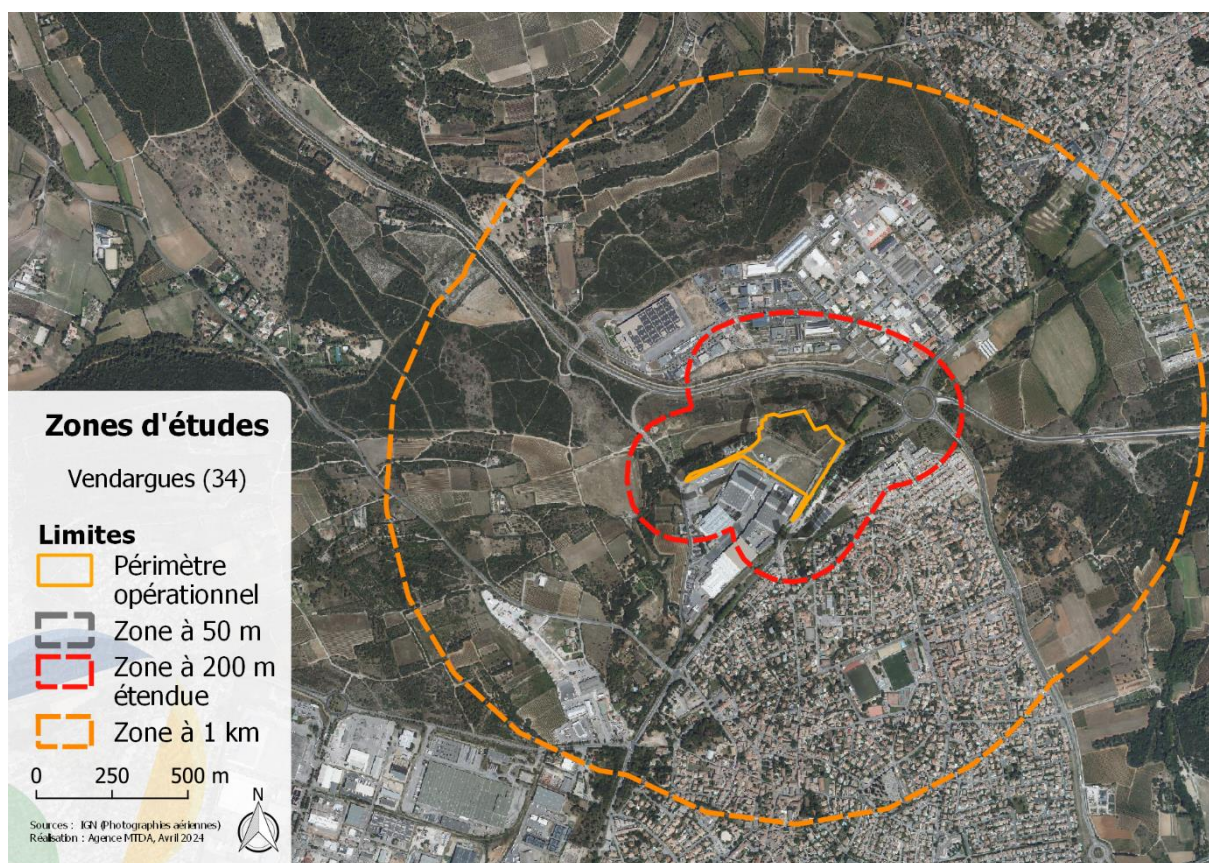 Zones d'études
Vendargues (34)
Limites
Périmètre
opérationnel
Zone à 50 m
Zone à 200 m
étendue
Zone à 1 km
0 250 500 m
N
Sources : IGN (Photographies aériennes)
Réalisation : Agence MTDA, Avril 2024